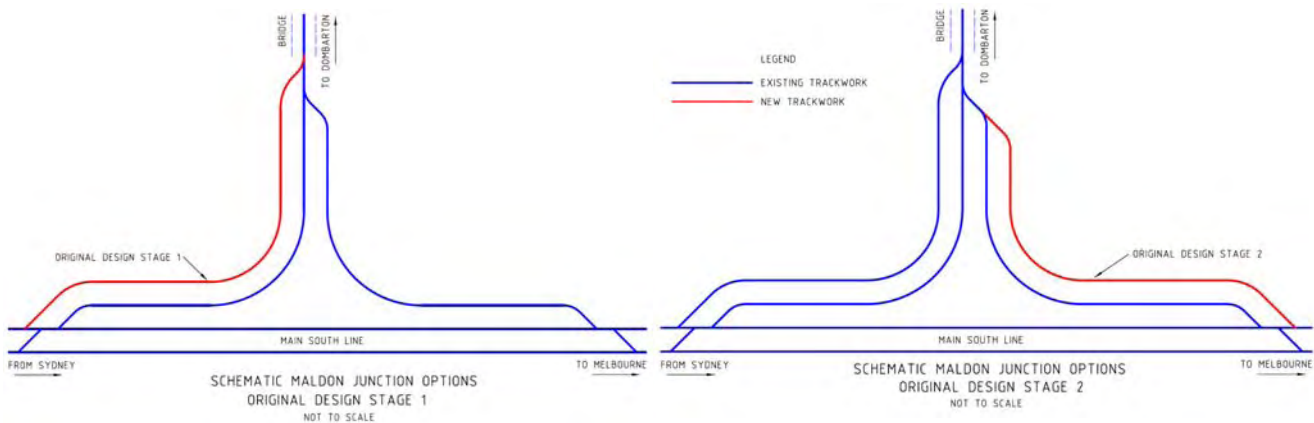 BRIDGE
TO DOMBARTON
ORIGINAL DESIGN STAGE 1
MAIN SOUTH LINE
FROM SYDNEY
TO MELBOURNE
SCHEMATIC MALDON JUNCTION OPTIONS
ORIGINAL DESIGN STAGE 1
NOT TO SCALE
BRIDGE
TO DOMBARTON
LEGEND
EXISTING TRACKWORK
NEW TRACKWORK
ORIGINAL DESIGN STAGE 2
MAIN SOUTH LINE
FROM SYDNEY
TO MELBOURNE
SCHEMATIC MALDON JUNCTION OPTIONS
ORIGINAL DESIGN STAGE 2
NOT TO SCALE